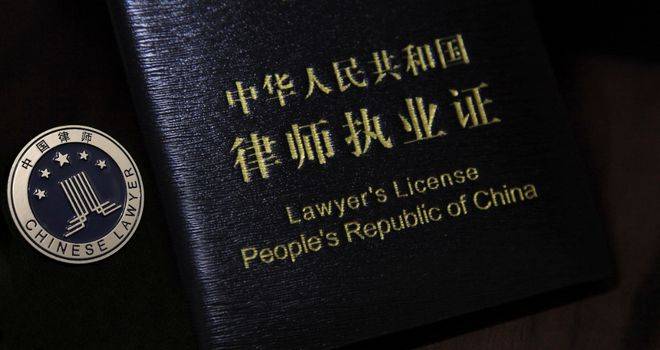 中国律师
CHINESE LAWYER
中华人民共和国
律师执业证
Lawyer's License
People's Republic of China